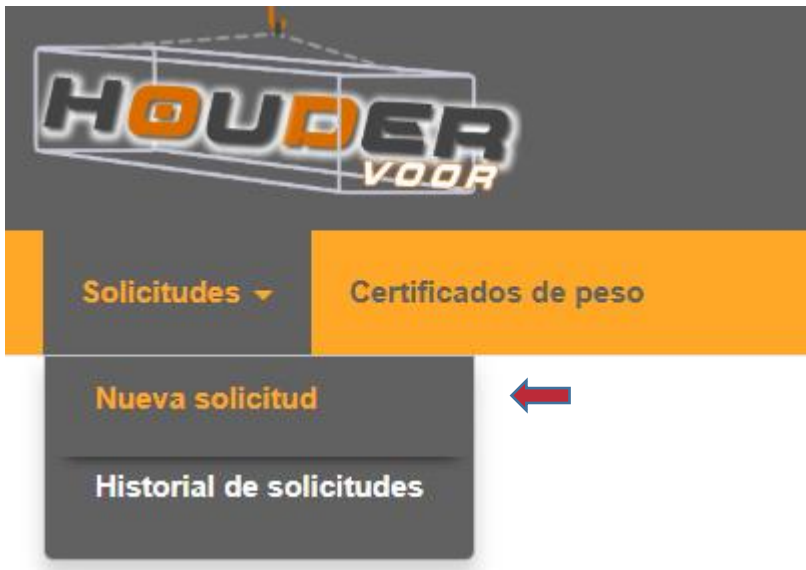 HOUDER
VOOR
Solicitudes Certificados de peso
Nueva solicitud
Historial de solicitudes